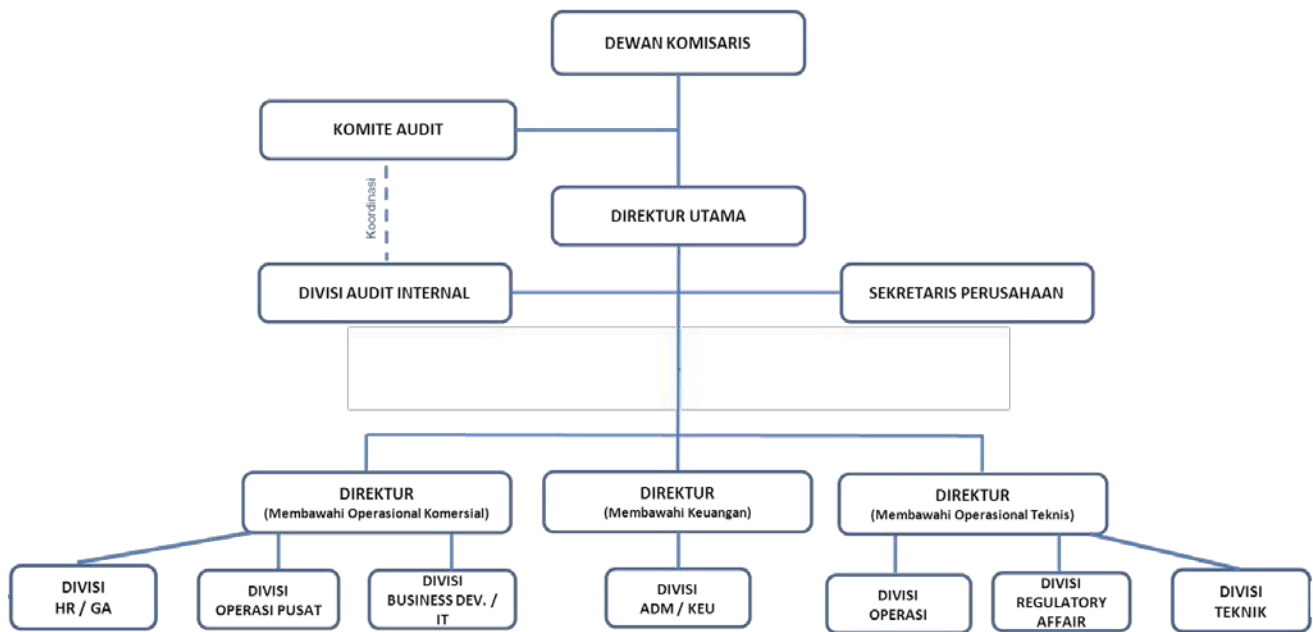 DEWAN KOMISARIS
KOMITE AUDIT
Koordinasi
DIREKTUR UTAMA
DIVISI AUDIT INTERNAL
SEKRETARIS PERUSAHAAN
DIREKTUR
(Membawahi Operasional Komersial)
DIREKTUR
(Membawahi Keuangan)
DIREKTUR
(Membawahi Operasional Teknis)
DIVISI
HR / GA
DIVISI
OPERASI PUSAT
DIVISI
BUSINESS DEV. /
IT
DIVISI
ADM / KEU
DIVISI
OPERASI
DIVISI
REGULATORY
AFFAIR
DIVISI
TEKNIK